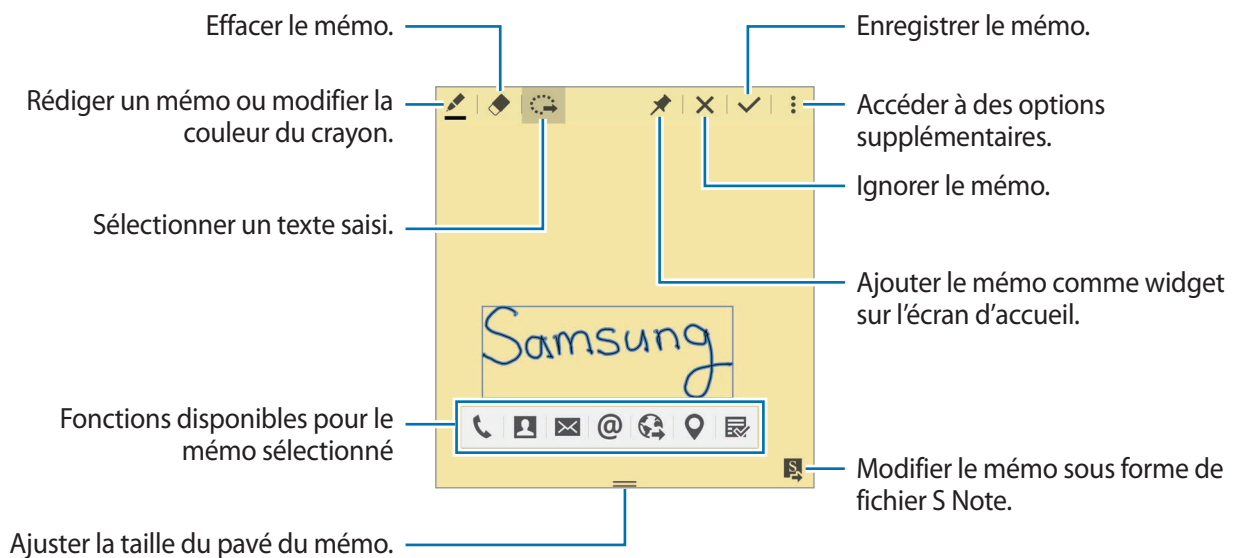 Effacer le mémo.
Enregistrer le mémo.
Rédiger un mémo ou modifier la
couleur du crayon.
Accéder à des options
supplémentaires.
Ignorer le mémo.
Sélectionner un texte saisi.
Ajouter le mémo comme widget
sur l’écran d’accueil.
Samsung
Fonctions disponibles pour le
mémo sélectionné
@
S
Modifier le mémo sous forme de
fichier S Note.
Ajuster la taille du pavé du mémo.